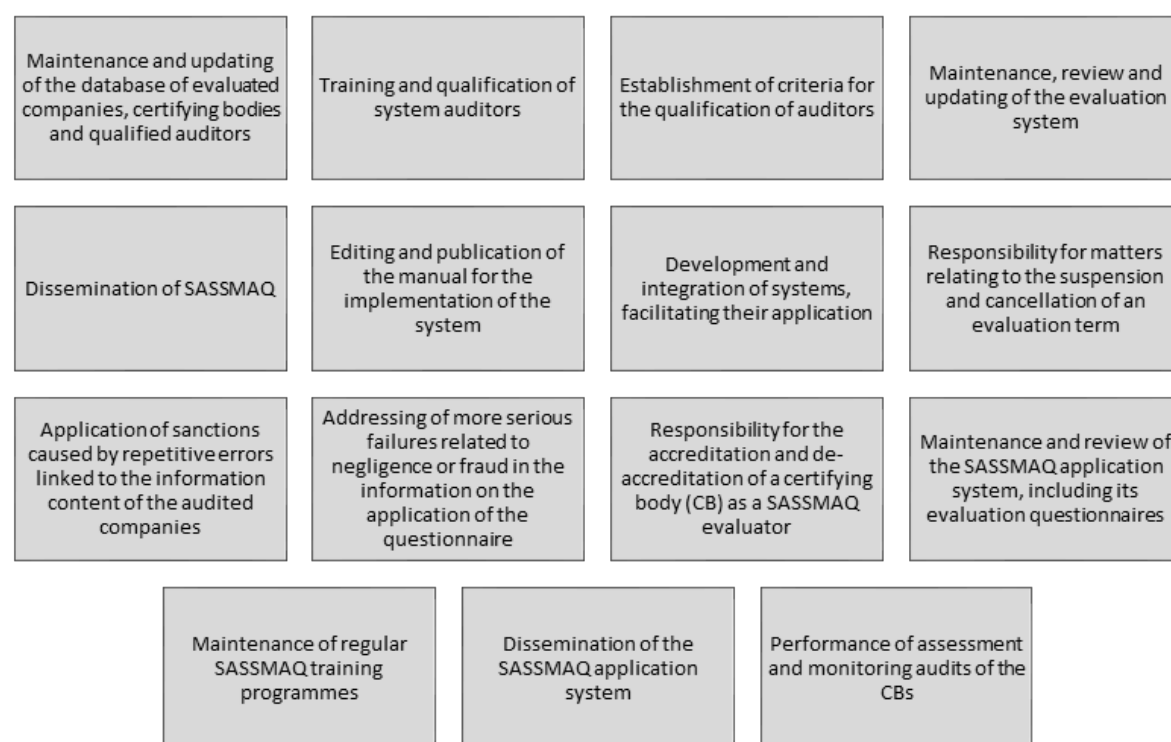 Maintenance and updating
of the database of evaluated
companies, certifying bodies
and qualified auditors
Training and qualification of
system auditors
Establishment of criteria for
the qualification of auditors
Maintenance, review and
updating of the evaluation
system
Dissemination of SASSMAQ
Editing and publication of
the manual for the
implementation of the
system
Development and
integration of systems,
facilitating their application
Responsibility for matters
relating to the suspension
and cancellation of an
evaluation term
Application of sanctions
caused by repetitive errors
linked to the information
content of the audited
companies
Addressing of more serious
failures related to
negligence or fraud in the
information on the
application of the
questionnaire
Responsibility for the
accreditation and de-
accreditation of a certifying
body (CB) as a SASSMAQ
evaluator
Maintenance and review of
the SASSMAQ application
system, including its
evaluation questionnaires
Maintenance of regular
SASSMAQ training
programmes
Dissemination of the
SASSMAQ application
system
Performance of assessment
and monitoring audits of the
CBs